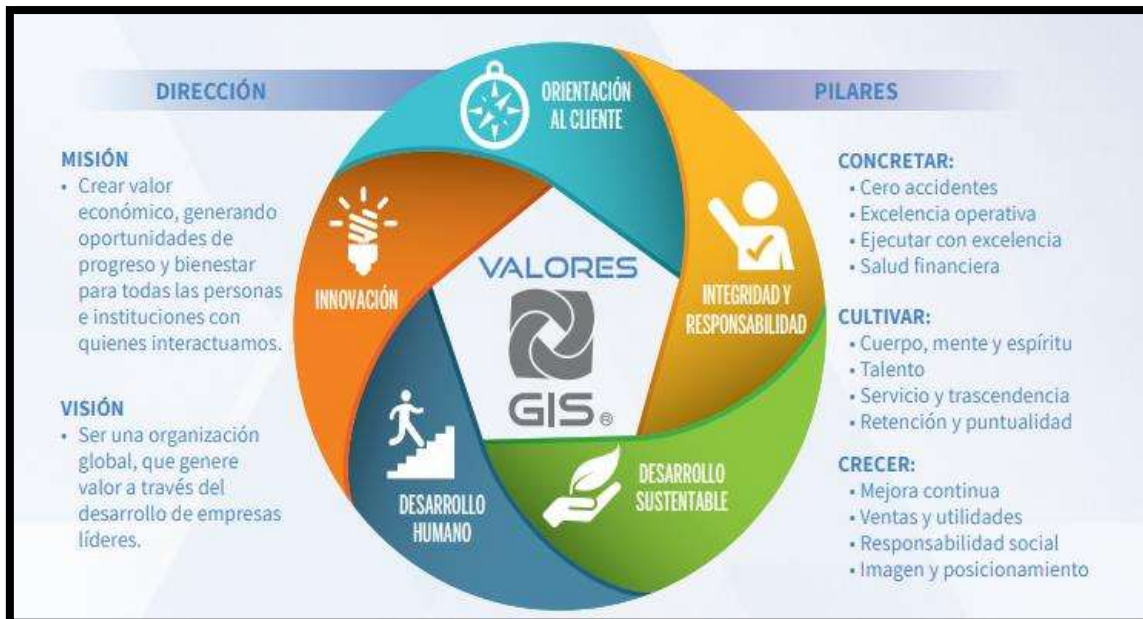 DIRECCIÓN
MISIÓN
• Crear valor
económico, generando
oportunidades de
progreso y bienestar
para todas las personas
e instituciones con
quienes interactuamos.
VISIÓN
• Ser una organización
global, que genere
valor a través del
desarrollo de empresas
líderes.
ORIENTACIÓN
AL CLIENTE
INNOVACIÓN
VALORES
GIS®
INTEGRIDAD Y
RESPONSABILIDAD
DESARROLLO
HUMANO
DESARROLLO
SUSTENTABLE
PILARES
CONCRETAR:
• Cero accidentes
• Excelencia operativa
• Ejecutar con excelencia
• Salud financiera
CULTIVAR:
• Cuerpo, mente y espíritu
• Talento
• Servicio y trascendencia
• Retención y puntualidad
CRECER:
• Mejora continua
• Ventas y utilidades
• Responsabilidad social
• Imagen y posicionamiento